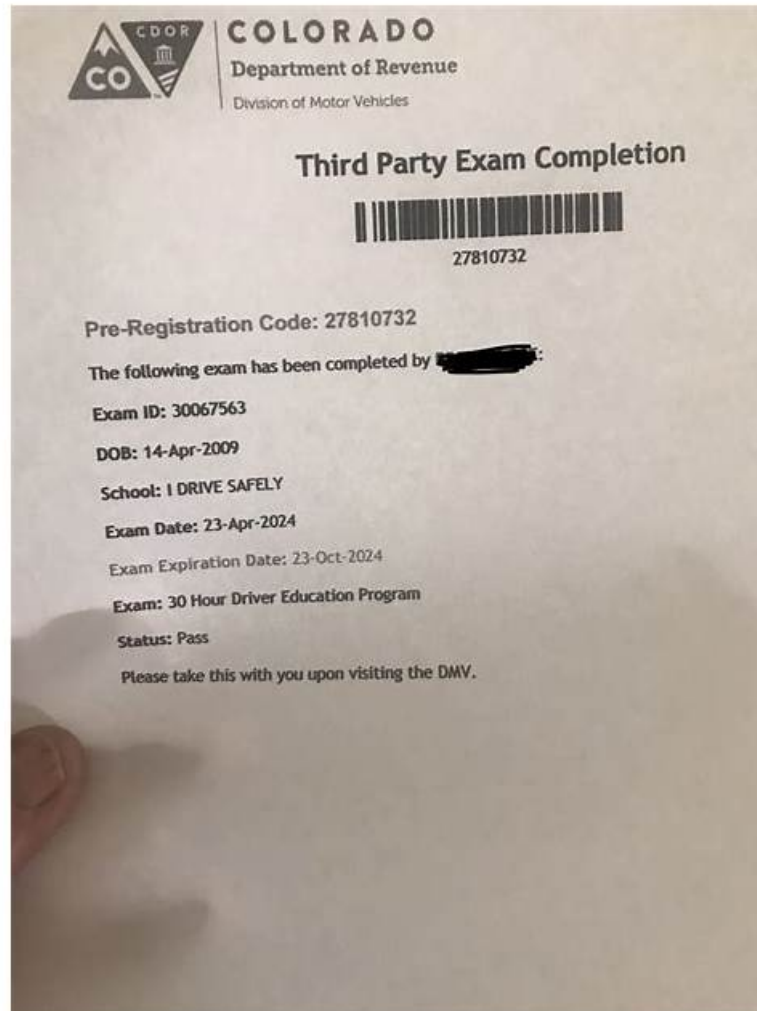 CDOR
CO
COLORADO
Department of Revenue
Division of Motor Vehicles
Third Party Exam Completion
27810732
Pre-Registration Code: 27810732
The following exam has been completed by :
Exam ID: 30067563
DOB: 14-Apr-2009
School: I DRIVE SAFELY
Exam Date: 23-Apr-2024
Exam Expiration Date: 23-Oct-2024
Exam: 30 Hour Driver Education Program
Status: Pass
Please take this with you upon visiting the DMV.